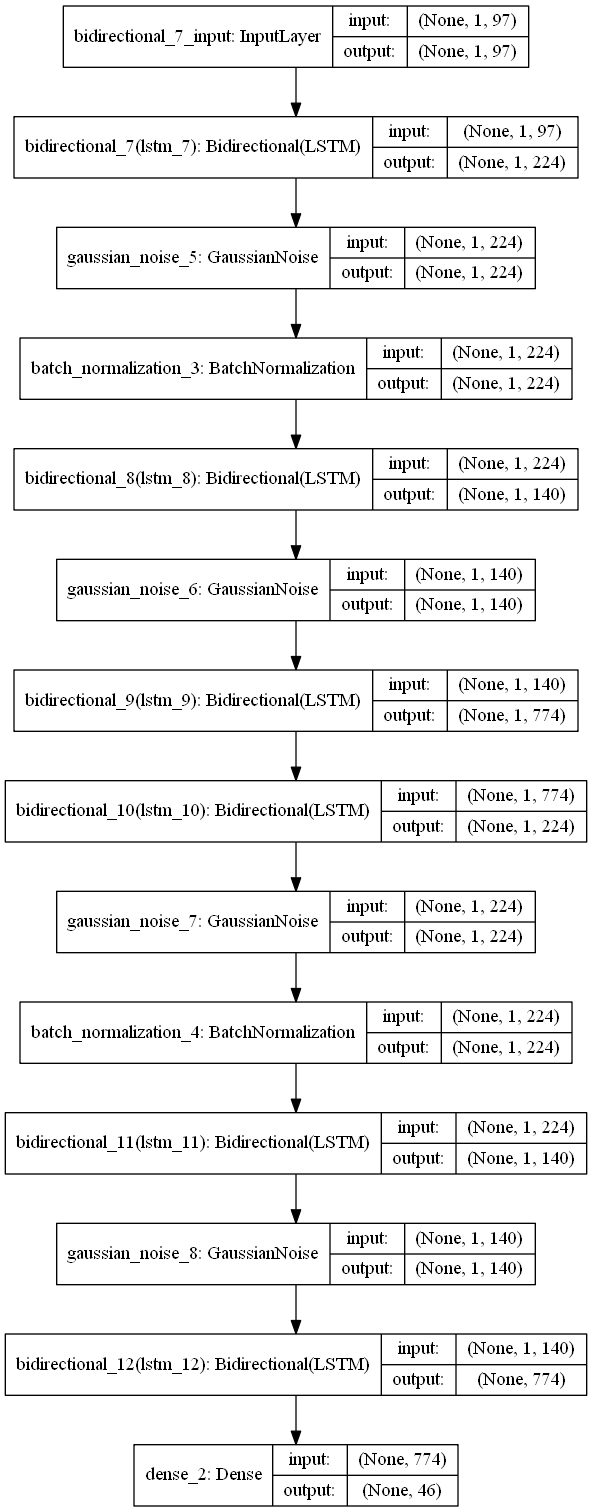 bidirectional_7_input: InputLayer
input: (None, 1, 97)
output: (None, 1, 97)
bidirectional_7(lstm_7): Bidirectional(LSTM)
input: (None, 1, 97)
output: (None, 1, 224)
gaussian_noise_5: GaussianNoise
input: (None, 1, 224)
output: (None, 1, 224)
batch_normalization_3: BatchNormalization
input: (None, 1, 224)
output: (None, 1, 224)
bidirectional_8(lstm_8): Bidirectional(LSTM)
input: (None, 1, 224)
output: (None, 1, 140)
gaussian_noise_6: GaussianNoise
input: (None, 1, 140)
output: (None, 1, 140)
bidirectional_9(lstm_9): Bidirectional(LSTM)
input: (None, 1, 140)
output: (None, 1, 774)
bidirectional_10(lstm_10): Bidirectional(LSTM)
input: (None, 1, 774)
output: (None, 1, 224)
gaussian_noise_7: GaussianNoise
input: (None, 1, 224)
output: (None, 1, 224)
batch_normalization_4: BatchNormalization
input: (None, 1, 224)
output: (None, 1, 224)
bidirectional_11(lstm_11): Bidirectional(LSTM)
input: (None, 1, 224)
output: (None, 1, 140)
gaussian_noise_8: GaussianNoise
input: (None, 1, 140)
output: (None, 1, 140)
bidirectional_12(lstm_12): Bidirectional(LSTM)
input: (None, 1, 140)
output: (None, 774)
dense_2: Dense
input: (None, 774)
output: (None, 46)